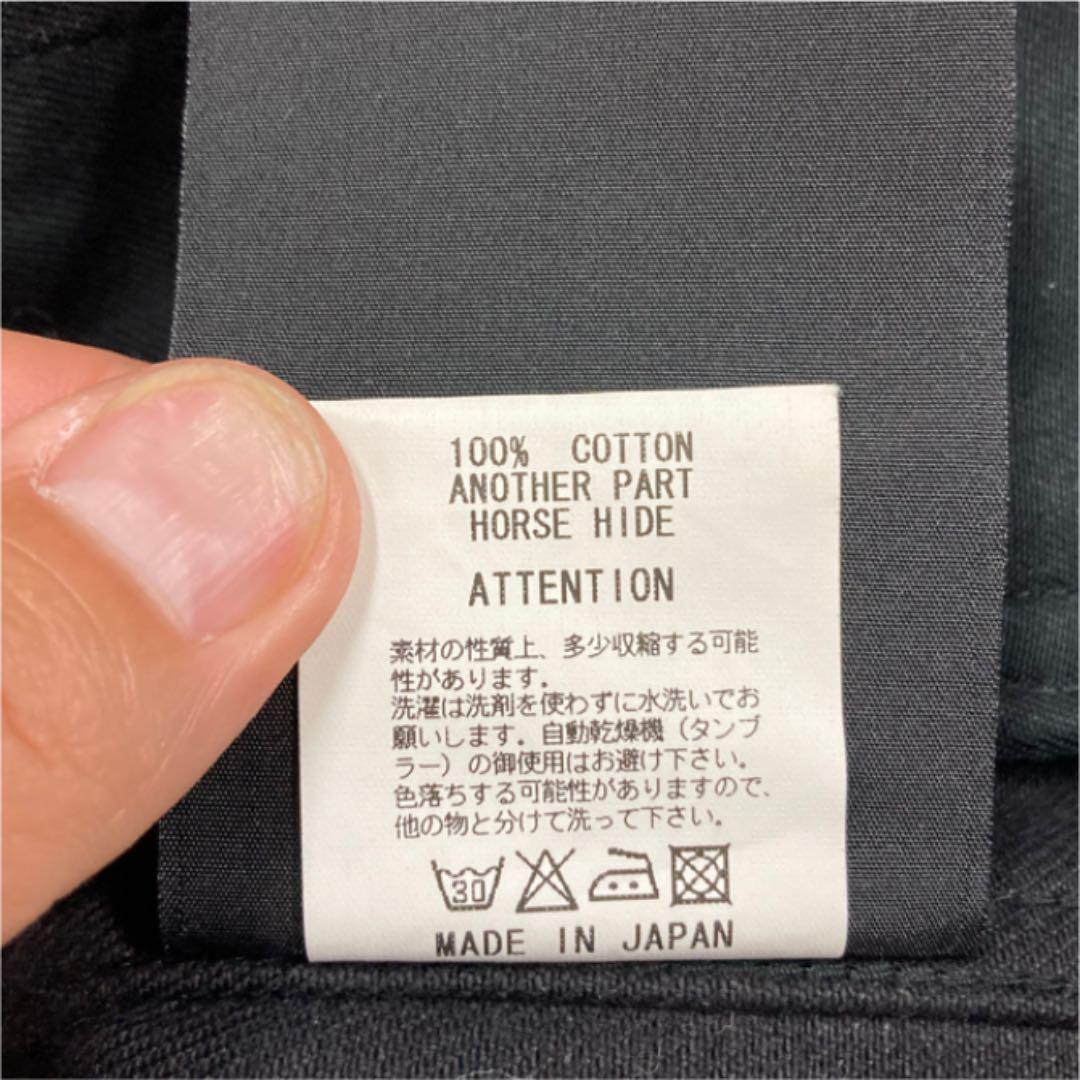 100% COTTON
ANOTHER PART
HORSE HIDE
ATTENTION
素材の性質上、多少収縮する可能
性があります．
洗濯は洗剤を使わずに水洗いでお
願いします．自動乾燥機（タンブ
ラー）の御使用はお避け下さい．
色落ちする可能性がありますので、
他の物と分けて洗って下さい．
30
MADE IN JAPAN